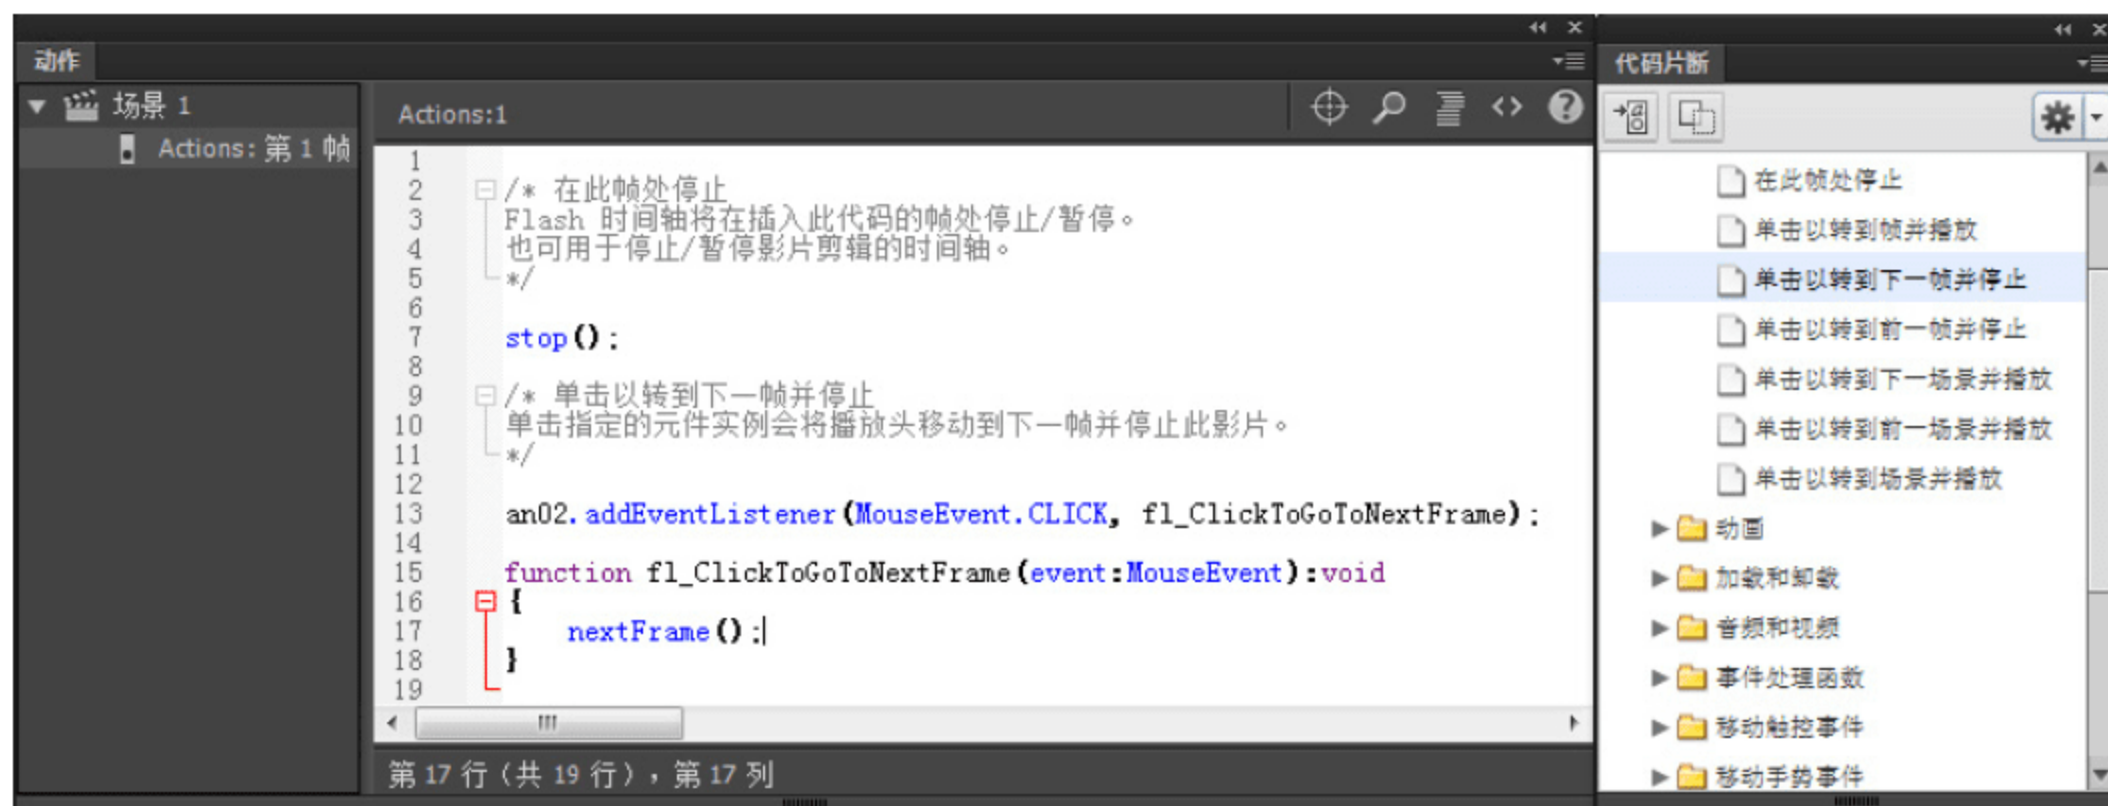 动作
场景 1
Actions: 第 1 帧
Actions:1
1
2 /* 在此帧处停止
3 Flash 时间轴将在插入此代码的帧处停止/暂停。
4 也可用于停止/暂停影片剪辑的时间轴。
5 */
6
7 stop();
8
9 /* 单击以转到下一帧并停止
10 单击指定的元件实例会将播放头移动到下一帧并停止此影片。
11 */
12
13 an02.addEventListener(MouseEvent.CLICK, fl_ClickToGoToNextFrame);
14
15 function fl_ClickToGoToNextFrame(event:MouseEvent):void
16 {
17 nextFrame();
18 }
19
第 17 行（共 19 行），第 17 列
代码片断
在此帧处停止
单击以转到帧并播放
单击以转到下一帧并停止
单击以转到前一帧并停止
单击以转到下一场景并播放
单击以转到前一场景并播放
单击以转到场景并播放
动画
加载和卸载
音频和视频
事件处理函数
移动触控事件
移动手势事件